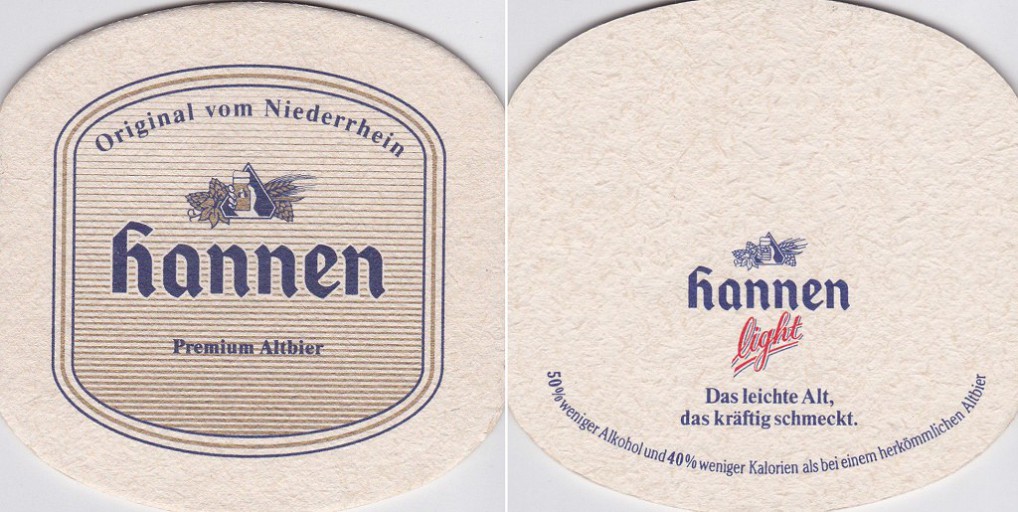 Original vom Niederrhein
hannen
Premium Altbier
hannen
light
Das leichte Alt,
das kräftig schmeckt.
50% weniger Alkohol und 40% weniger Kalorien als bei einem herkömmlichen Altbier